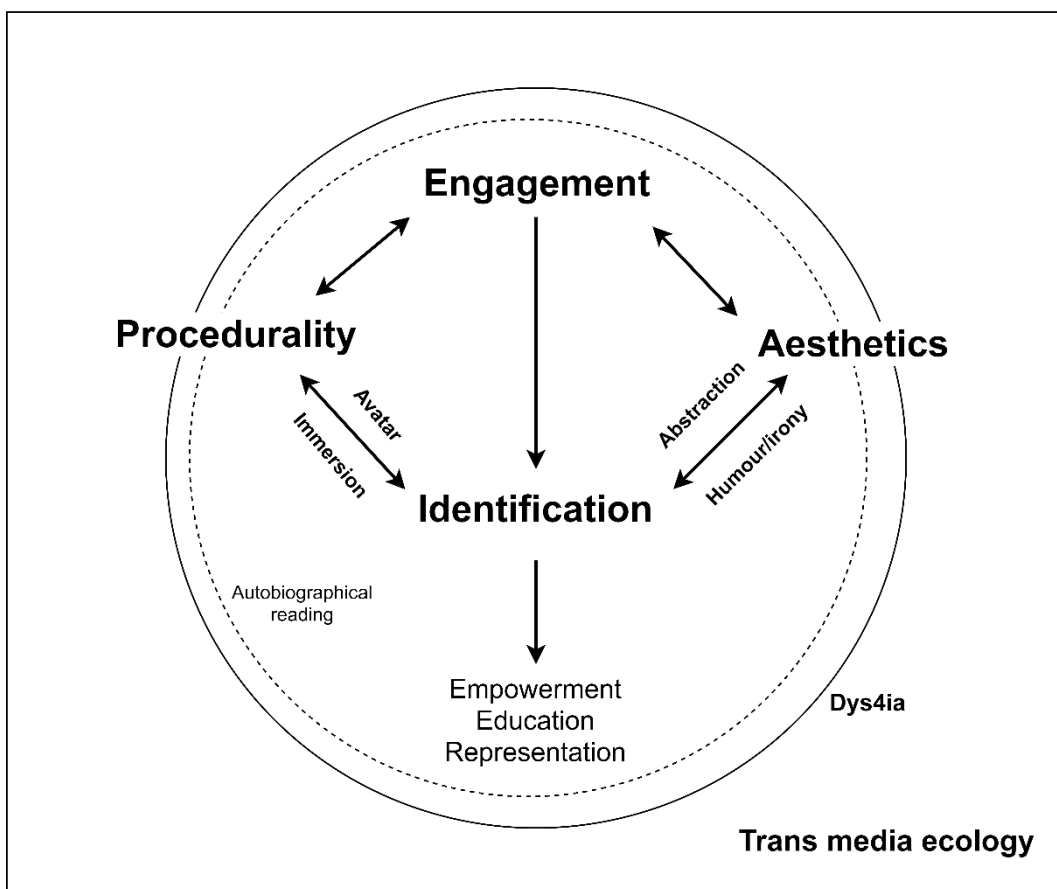 Engagement
Procedurality
Aesthetics
Avatar
Immersion
Abstraction
Humour/irony
Identification
Autobiographical
reading
Empowerment
Education
Representation
Dys4ia
Trans media ecology